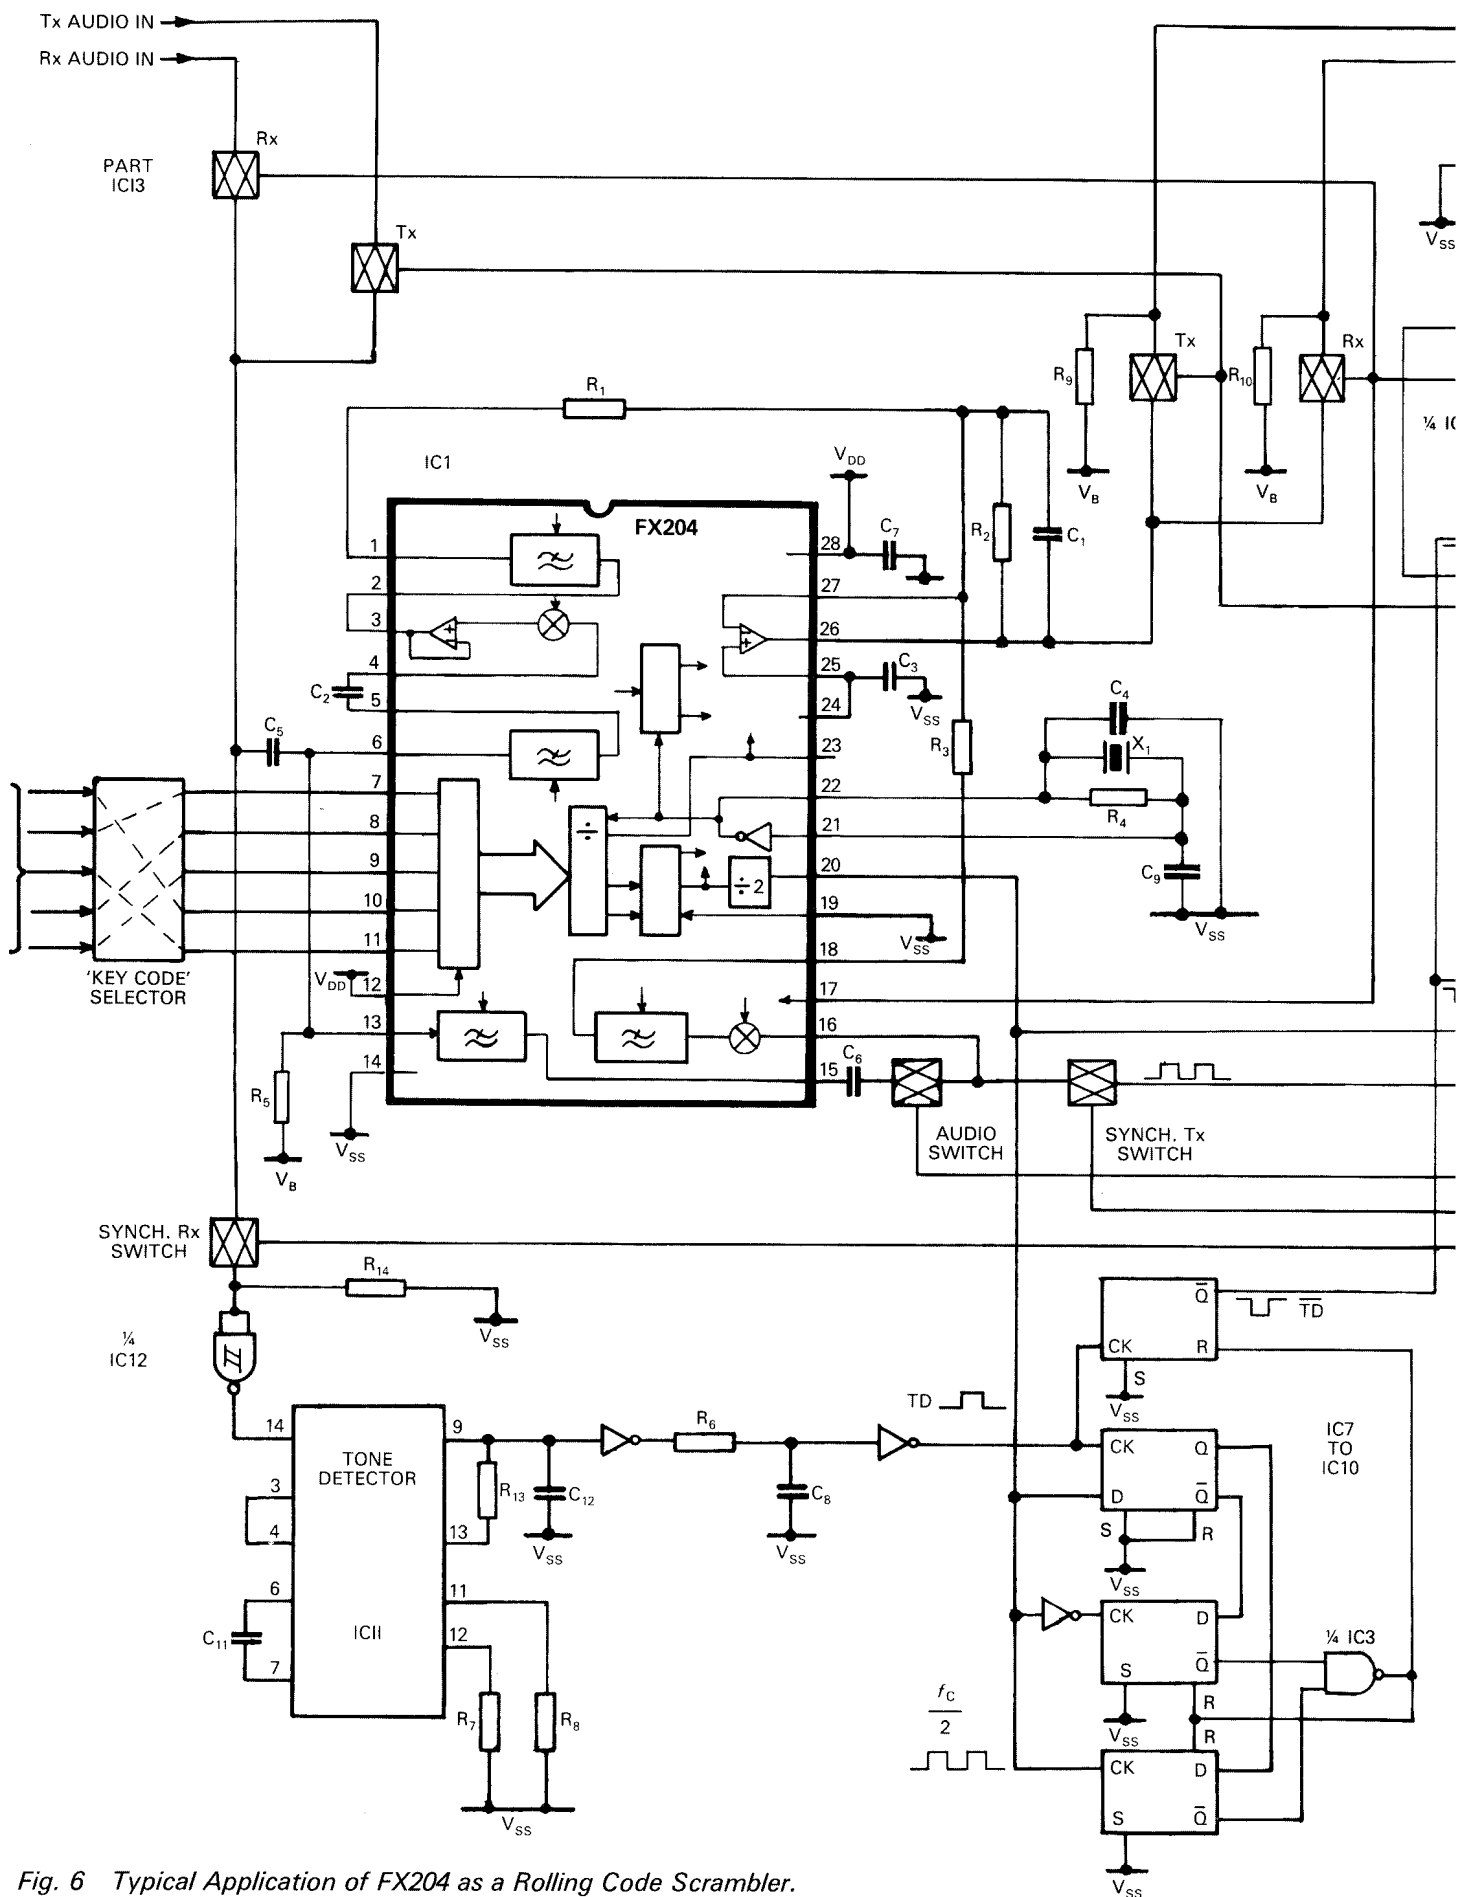 Tx AUDIO IN
Rx AUDIO IN
Rx
PART
ICI3
Tx
VSS
R9
Tx
R10
Rx
¼ I
VB
VB
R1
IC1
VDD
FX204
C7
R2
C1
1
2
3
4
5
6
7
8
9
10
11
12
13
14
28
27
26
25
24
23
22
21
20
19
18
17
16
15
C2
C5
C3
VSS
R3
C4
X1
R4
C9
VSS
÷
÷2
VSS
'KEY CODE'
SELECTOR
VDD
R5
VB
VSS
C6
AUDIO
SWITCH
SYNCH. Tx
SWITCH
SYNCH. Rx
SWITCH
R14
VSS
¼
IC12
14
3
4
6
7
9
13
11
12
TONE
DETECTOR
ICII
C11
R13
C12
VSS
R6
C8
VSS
R7
R8
VSS
TD
Q̅
T̅D̅
CK
R
S
VSS
IC7
TO
IC10
CK
Q
D
Q̅
S
R
VSS
CK
D
S
Q̅
R
VSS
¼ IC3
fC
2
R
CK
D
S
Q̅
VSS
Fig. 6 Typical Application of FX204 as a Rolling Code Scrambler.